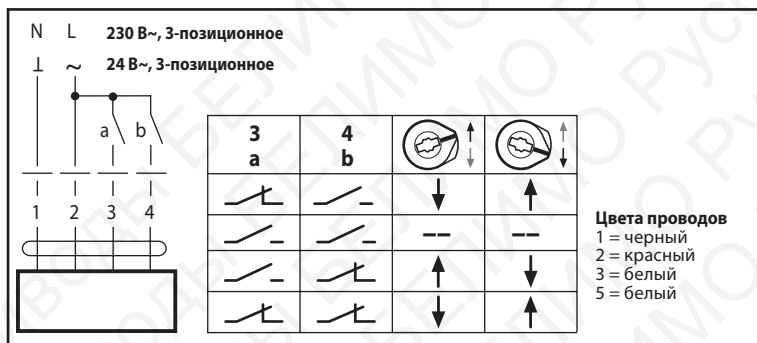 N L 230 В~, 3-позиционное
⊥ ~ 24 В~, 3-позиционное
a b
1 2 3 4
3 4
a b
Цвета проводов
1 = черный
2 = красный
3 = белый
5 = белый